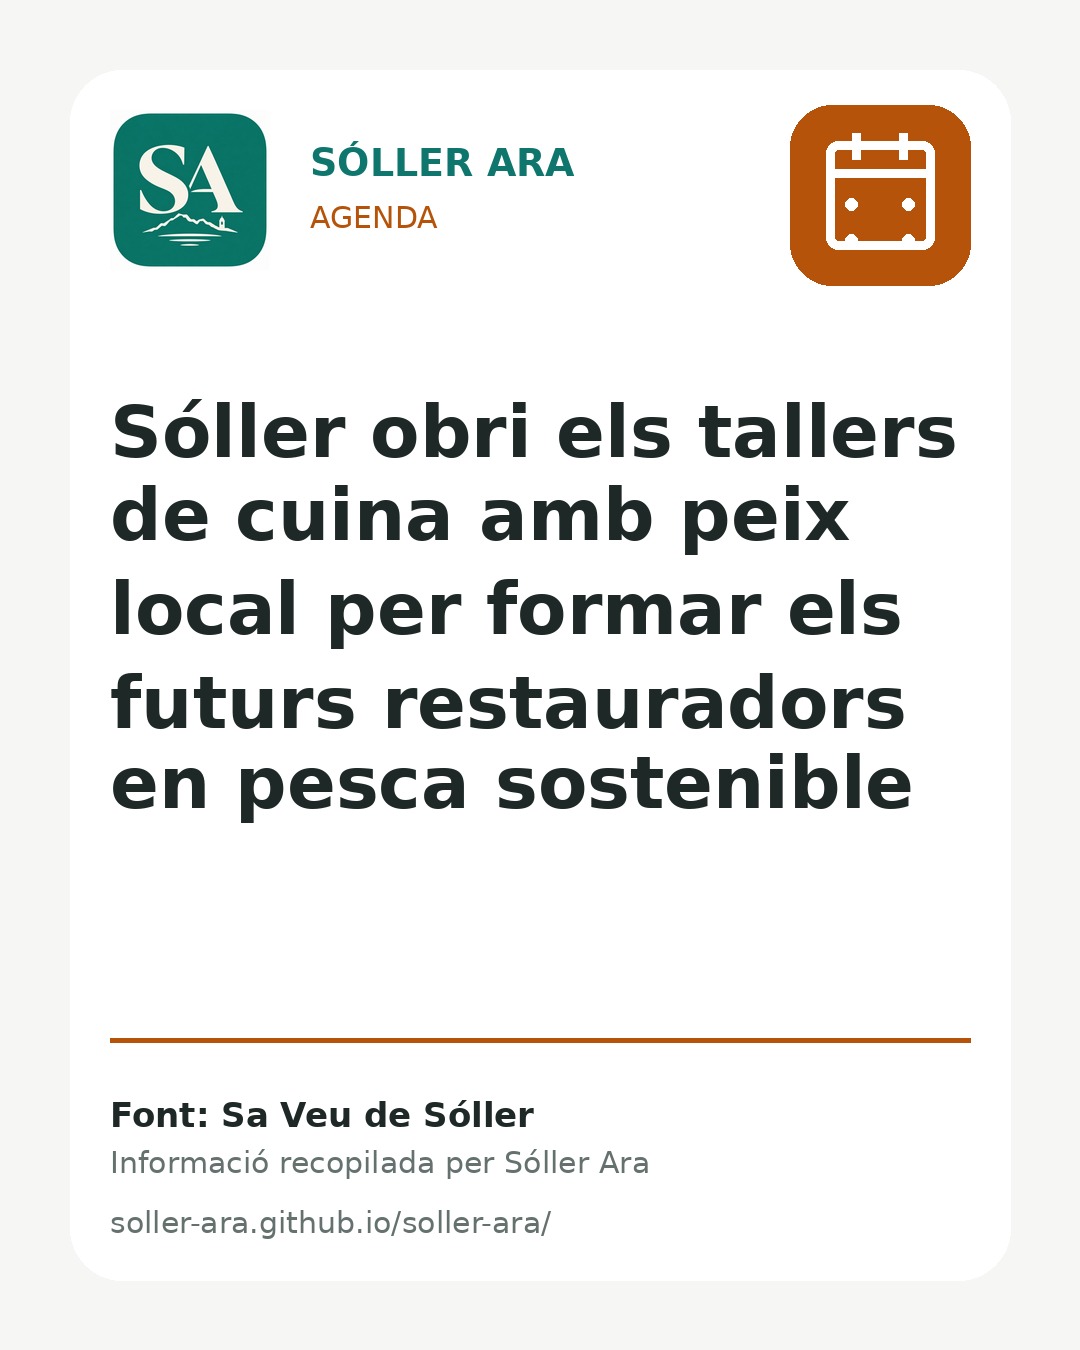 SA
SÓLLER ARA
AGENDA
Sóller obri els tallers
de cuina amb peix
local per formar els
futurs restauradors
en pesca sostenible
Font: Sa Veu de Sóller
Informació recopilada per Sóller Ara
soller-ara.github.io/soller-ara/